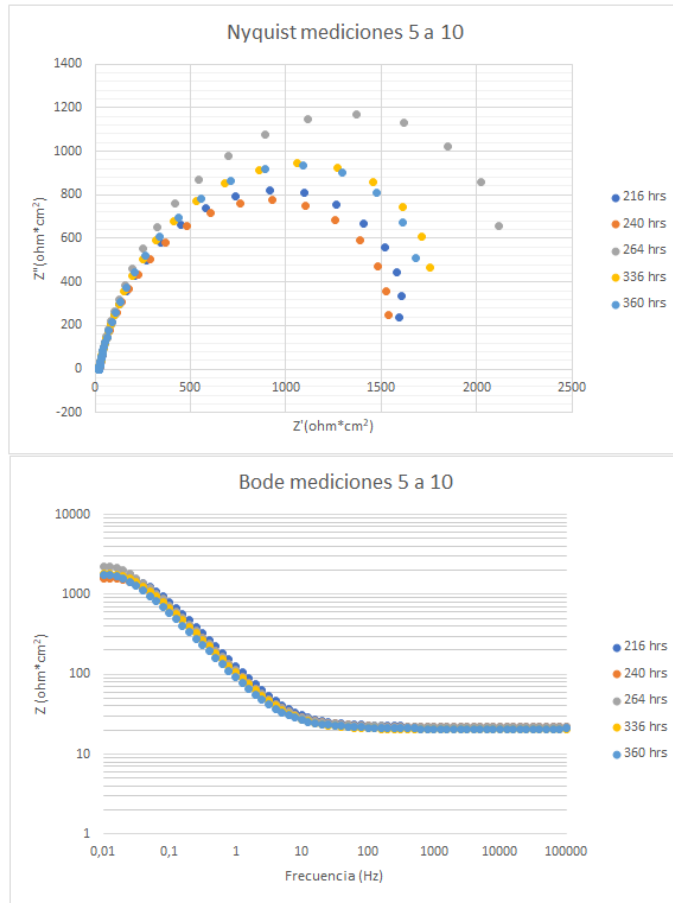 Nyquist mediciones 5 a 10
1400
1200
1000
800
600
400
200
0
-200
0
500
1000
1500
2000
2500
Z''(ohm*cm²)
Z'(ohm*cm²)
216 hrs
240 hrs
264 hrs
336 hrs
360 hrs
Bode mediciones 5 a 10
10000
1000
100
10
1
0,01
0,1
1
10
100
1000
10000
100000
Z (ohm*cm²)
Frecuencia (Hz)
216 hrs
240 hrs
264 hrs
336 hrs
360 hrs